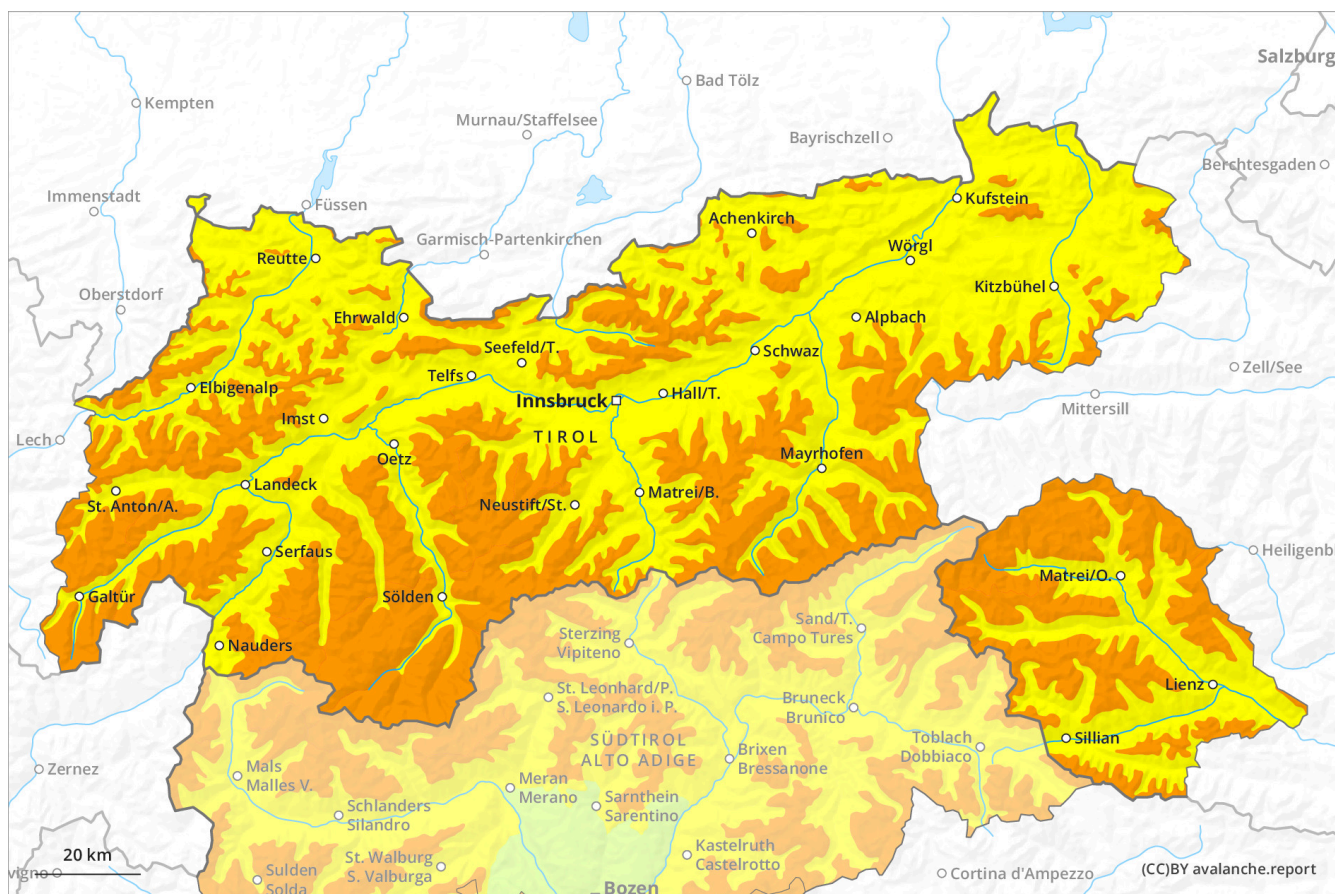 Salzburg
Kempten
Bad Tölz
Murnau/Staffelsee
Bayrischzell
Berchtesgaden
Immenstadt
Füssen
Kufstein
Achenkirch
Garmisch-Partenkirchen
Wörgl
Reutte
Oberstdorf
Kitzbühel
Ehrwald
Alpbach
Seefeld/T.
Schwaz
Zell/See
Telfs
Elbigenalp
Hall/T.
Innsbruck
Mittersill
Imst
Lech
TIROL
Oetz
Mayrhofen
Landeck
St. Anton/A.
Neustift/St.
Matrei/B.
Serfaus
Heiligenb
Matrei/O.
Galtür
Sölden
Sand/T.
Campo Tures
Sterzing
Vipiteno
Nauders
Lienz
St. Leonhard/P.
S. Leonardo i. P.
Bruneck
Brunico
SÜDTIROL
ALTO ADIGE
Toblach
Dobbiaco
Sillian
Brixen
Bressanone
Zernez
Mals
Malles V.
Meran
Merano
Sarnthein
Sarentino
Schlanders
Silandro
Kastelruth
Castelrotto
20 km
St. Walburg
S. Valburga
vigno
Sulden
Solda
Cortina d'Ampezzo
(CC)BY avalanche.report
Bozen